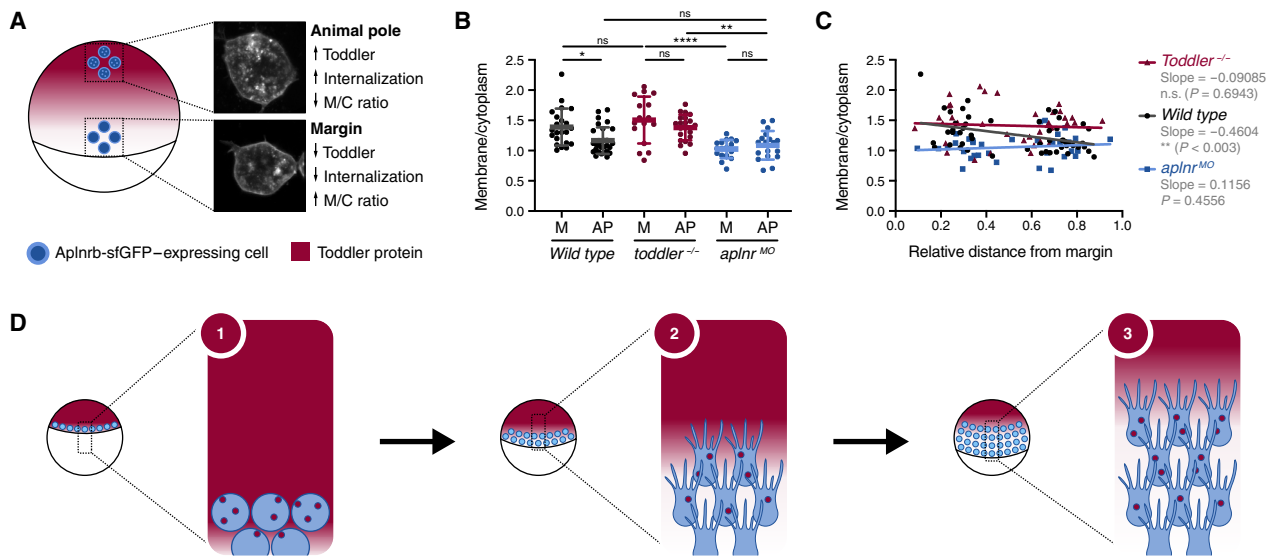 A
Animal pole
↑ Toddler
↑ Internalization
↓ M/C ratio
Margin
↓ Toddler
↓ Internalization
↑ M/C ratio
Aplnrb-sfGFP–expressing cell
Toddler protein
B
ns
**
ns
****
*
ns
ns
Membrane/cytoplasm
2.5
2.0
1.5
1.0
0.5
0.0
M AP M AP M AP
Wild type toddler –/– aplnr MO
C
Membrane/cytoplasm
2.5
2.0
1.5
1.0
0.5
0.0
0.0 0.2 0.4 0.6 0.8 1.0
Relative distance from margin
Toddler –/–
Slope = –0.09085
n.s. (P = 0.6943)
Wild type
Slope = –0.4604
** (P < 0.003)
aplnr MO
Slope = 0.1156
P = 0.4556
D
1
2
3